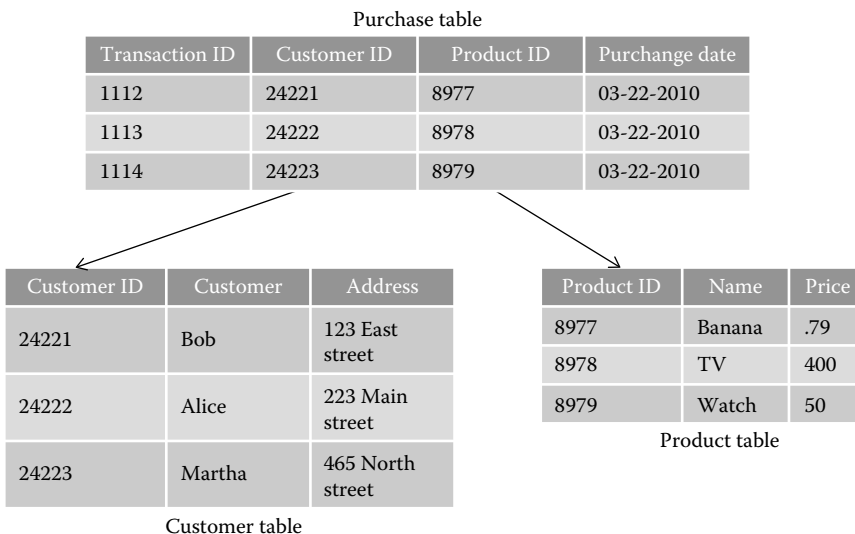 Purchase table
Transaction ID Customer ID Product ID Purchange date
1112 24221 8977 03-22-2010
1113 24222 8978 03-22-2010
1114 24223 8979 03-22-2010
Customer ID Customer Address
24221 Bob 123 East
street
24222 Alice 223 Main
street
24223 Martha 465 North
street
Customer table
Product ID Name Price
8977 Banana .79
8978 TV 400
8979 Watch 50
Product table